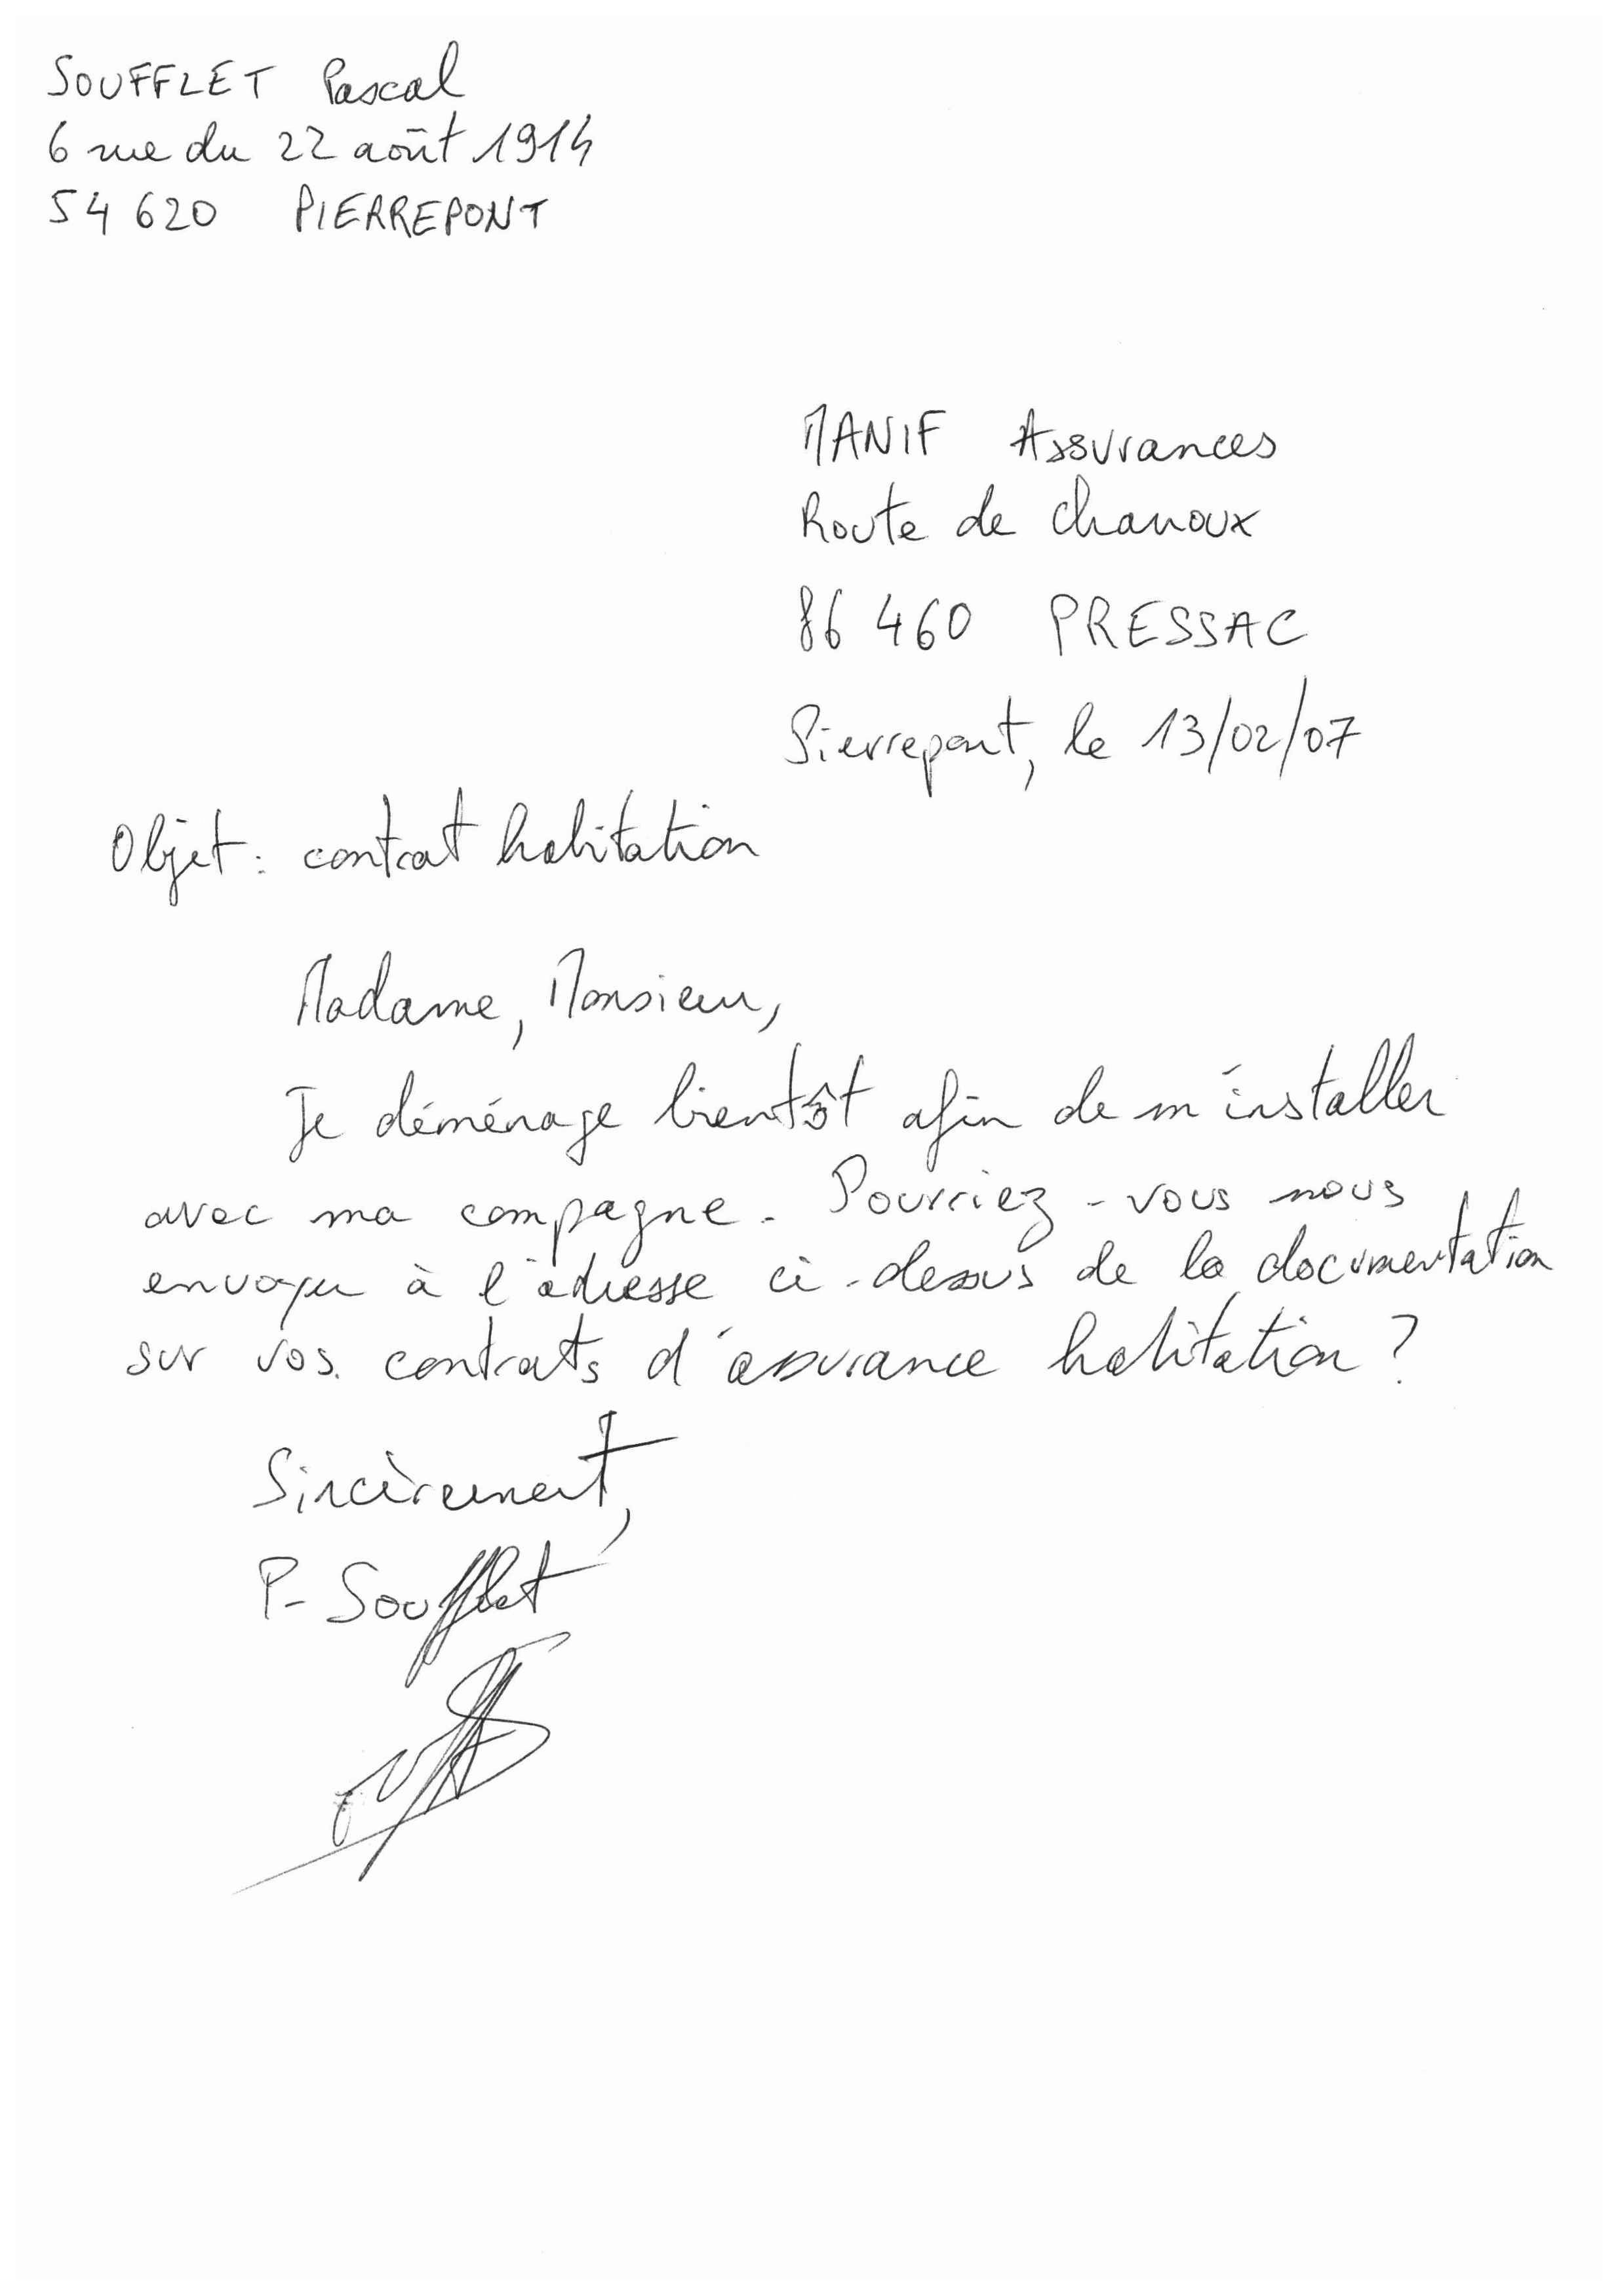 SOUFFLET Pascal
6 rue du 22 août 1914
54 620 PIERREPONT
MANIF Assurances
Route de Chanoux
86 460 PRESSAC
Pierrepont, le 13/02/07
Objet : contrat habitation
Madame, Monsieur,
Je déménage bientôt afin de m'installer
avec ma compagne. Pourriez-vous nous
envoyer à l'adresse ci-dessus de la documentation
sur vos contrats d'assurance habitation ?
Sincèrement,
P. Soufflet